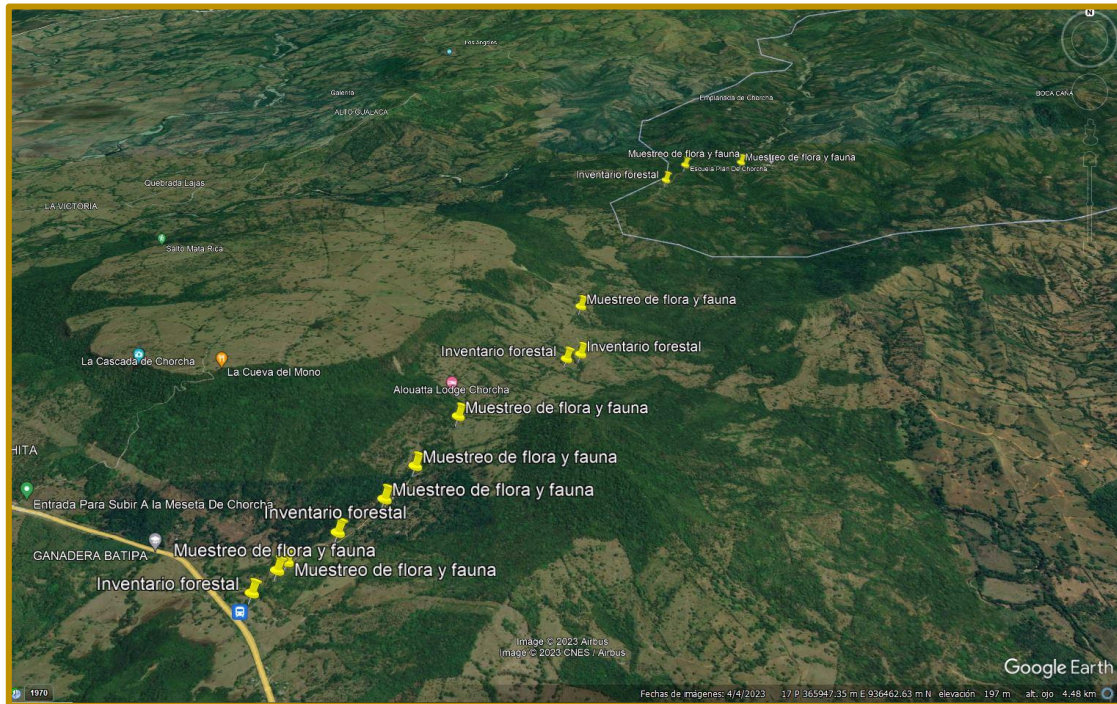 N
Los Angeles
Galenta
ALTO GUALACA
Emplanada de Chorcha
BOCA CAÑA
Muestreo de flora y fauna
Muestreo de flora y fauna
Escuela Plan De Chorcha
Inventario forestal
Quebrada Lajas
LA VICTORIA
Salto Mata Rica
Muestreo de flora y fauna
Inventario forestal
Inventario forestal
La Cascada de Chorcha
La Cueva del Mono
Alouatta Lodge Chorcha
Muestreo de flora y fauna
HITA
Muestreo de flora y fauna
Muestreo de flora y fauna
Entrada Para Subir A la Meseta De Chorcha
Inventario forestal
GANADERA BATIPA
Muestreo de flora y fauna
Muestreo de flora y fauna
Inventario forestal
Image © 2023 Airbus
Image © 2023 CNES / Airbus
Google Earth
1970
Fechas de imágenes: 4/4/2023 17 P 365947.35 m E 936462.63 m N elevación 197 m alt. ojo 4.48 km